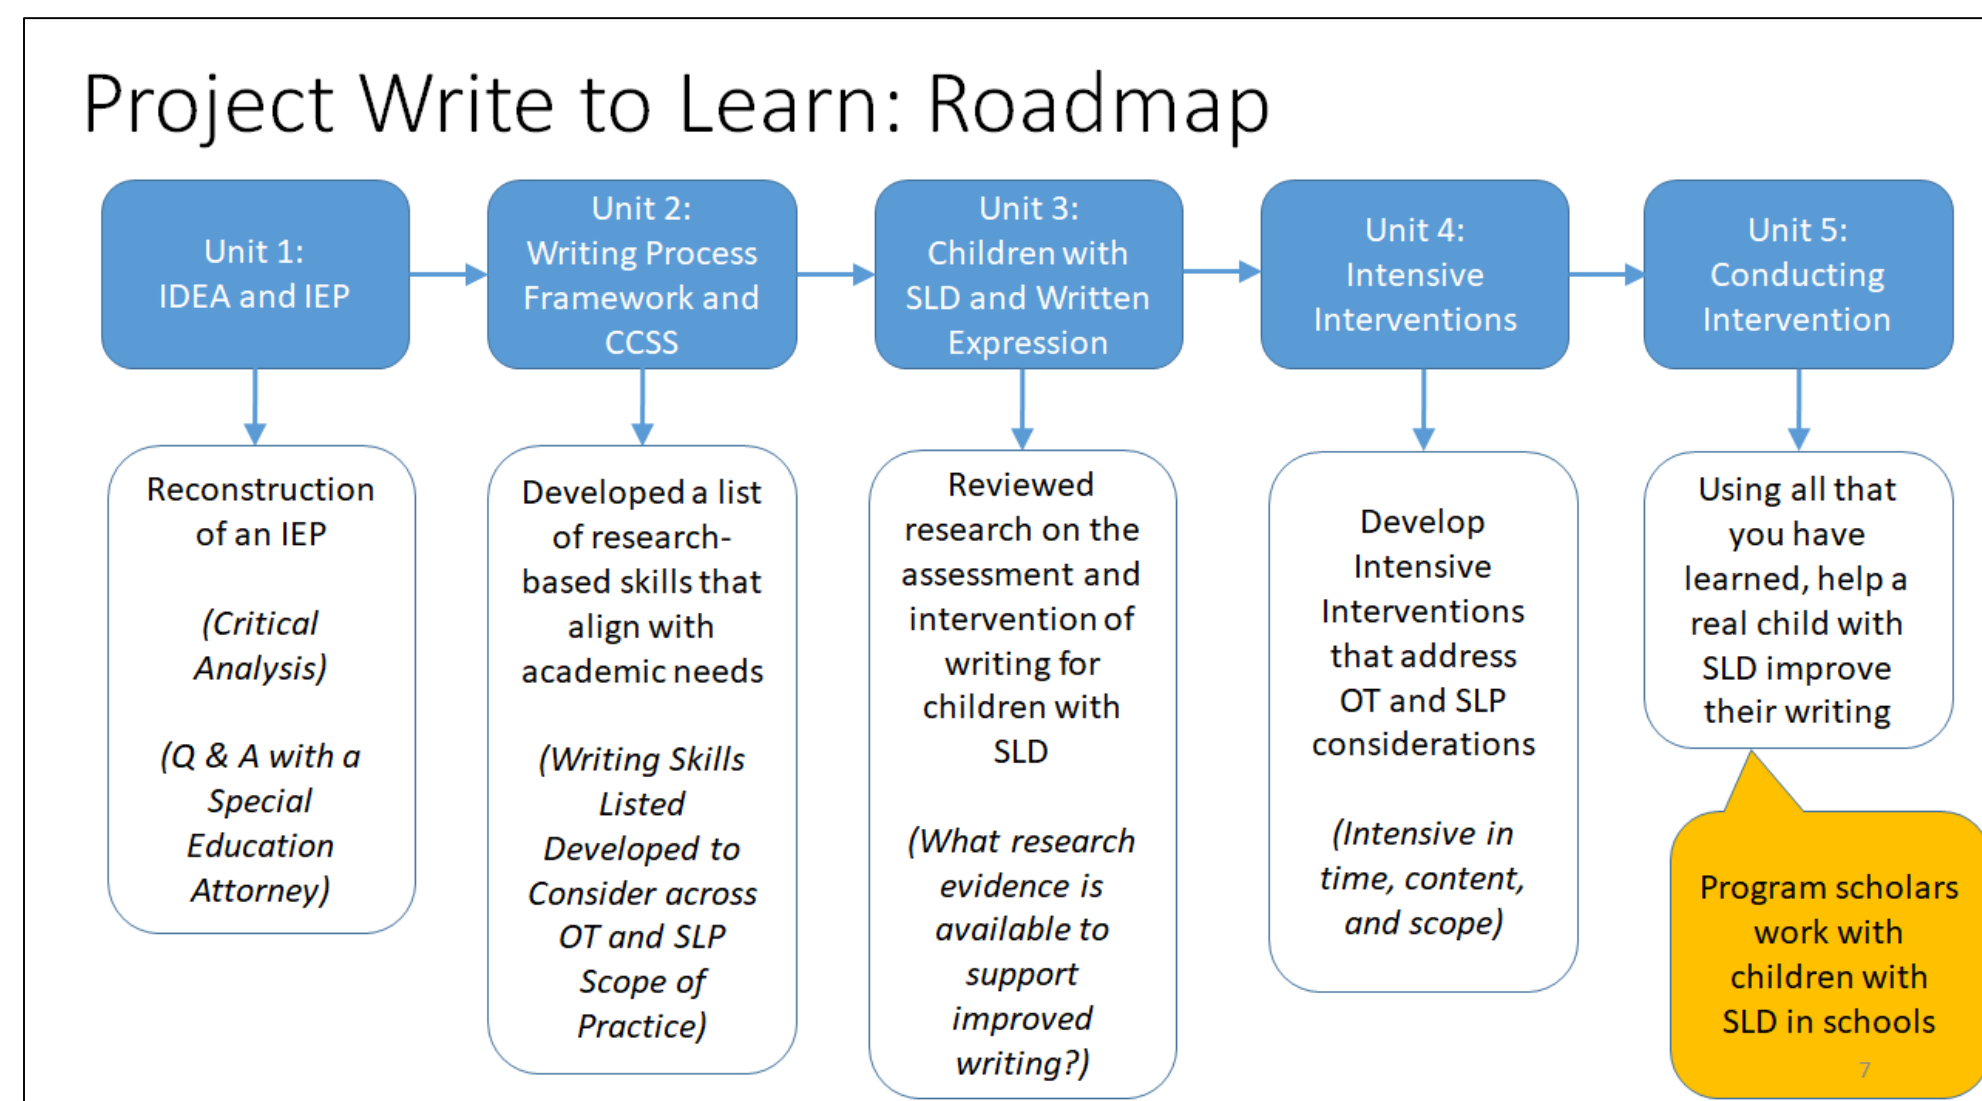 Project Write to Learn: Roadmap
Unit 1:
IDEA and IEP
Unit 2:
Writing Process
Framework and
CCSS
Unit 3:
Children with
SLD and Written
Expression
Unit 4:
Intensive
Interventions
Unit 5:
Conducting
Intervention
Reconstruction
of an IEP
(Critical
Analysis)
(Q & A with a
Special
Education
Attorney)
Developed a list
of research-
based skills that
align with
academic needs
(Writing Skills
Listed
Developed to
Consider across
OT and SLP
Scope of
Practice)
Reviewed
research on the
assessment and
intervention of
writing for
children with
SLD
(What research
evidence is
available to
support
improved
writing?)
Develop
Intensive
Interventions
that address
OT and SLP
considerations
(Intensive in
time, content,
and scope)
Using all that
you have
learned, help a
real child with
SLD improve
their writing
Program scholars
work with
children with
SLD in schools
7